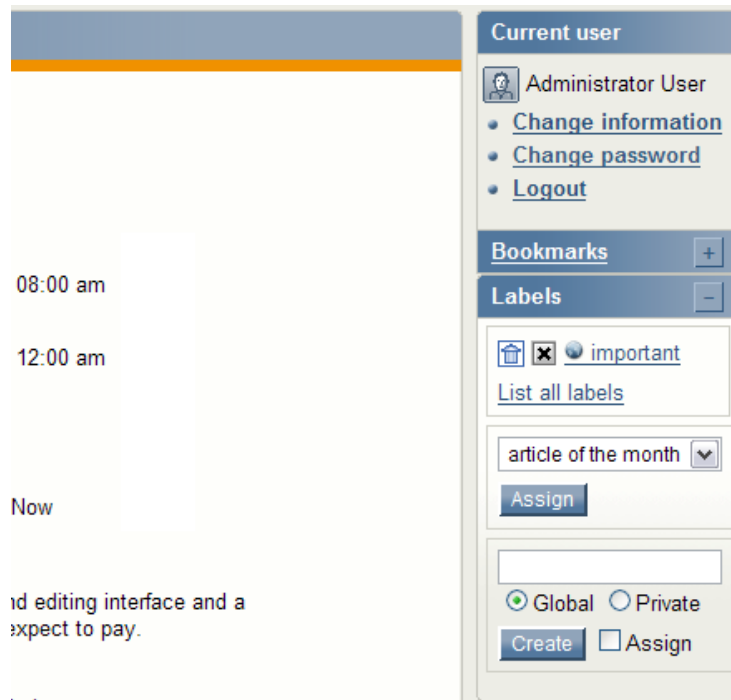 08:00 am
12:00 am
Now
nd editing interface and a
expect to pay.
Current user
Administrator User
Change information
Change password
Logout
Bookmarks +
Labels -
important
List all labels
article of the month
Assign
Global Private
Create Assign